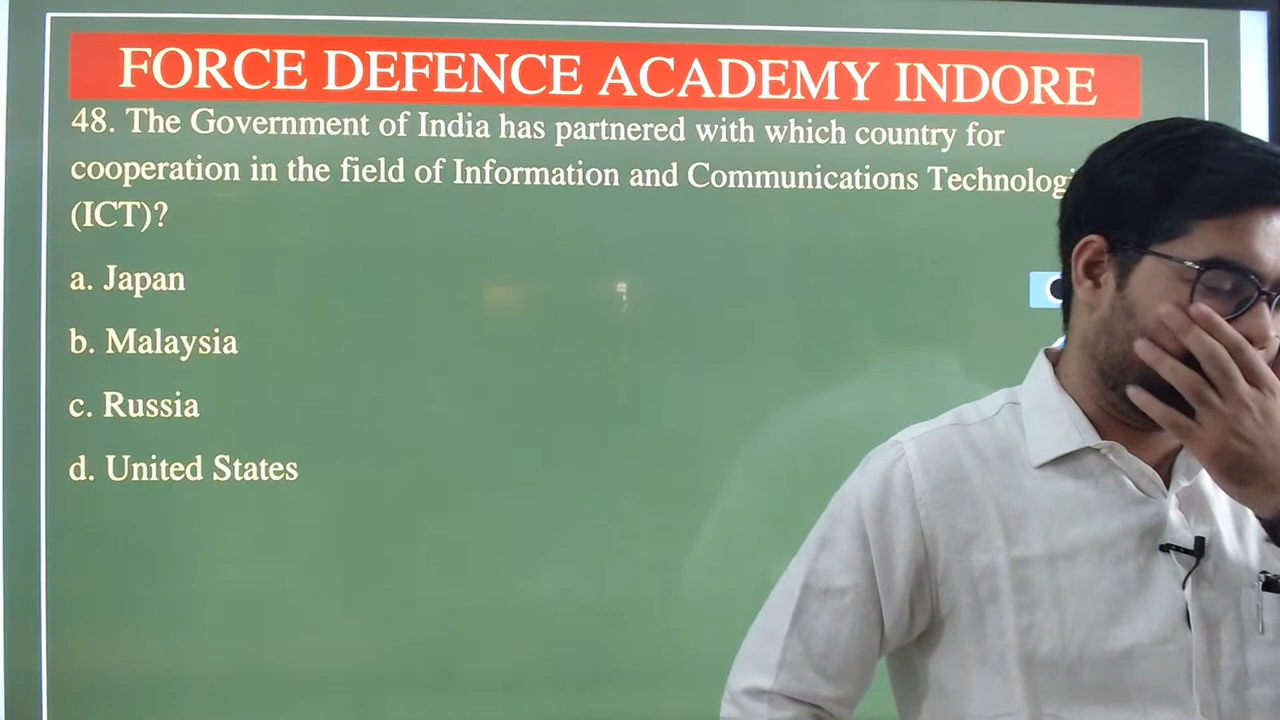 FORCE DEFENCE ACADEMY INDORE
48. The Government of India has partnered with which country for
cooperation in the field of Information and Communications
(ICT)?
a. Japan
b. Malaysia
c. Russia
d. United States